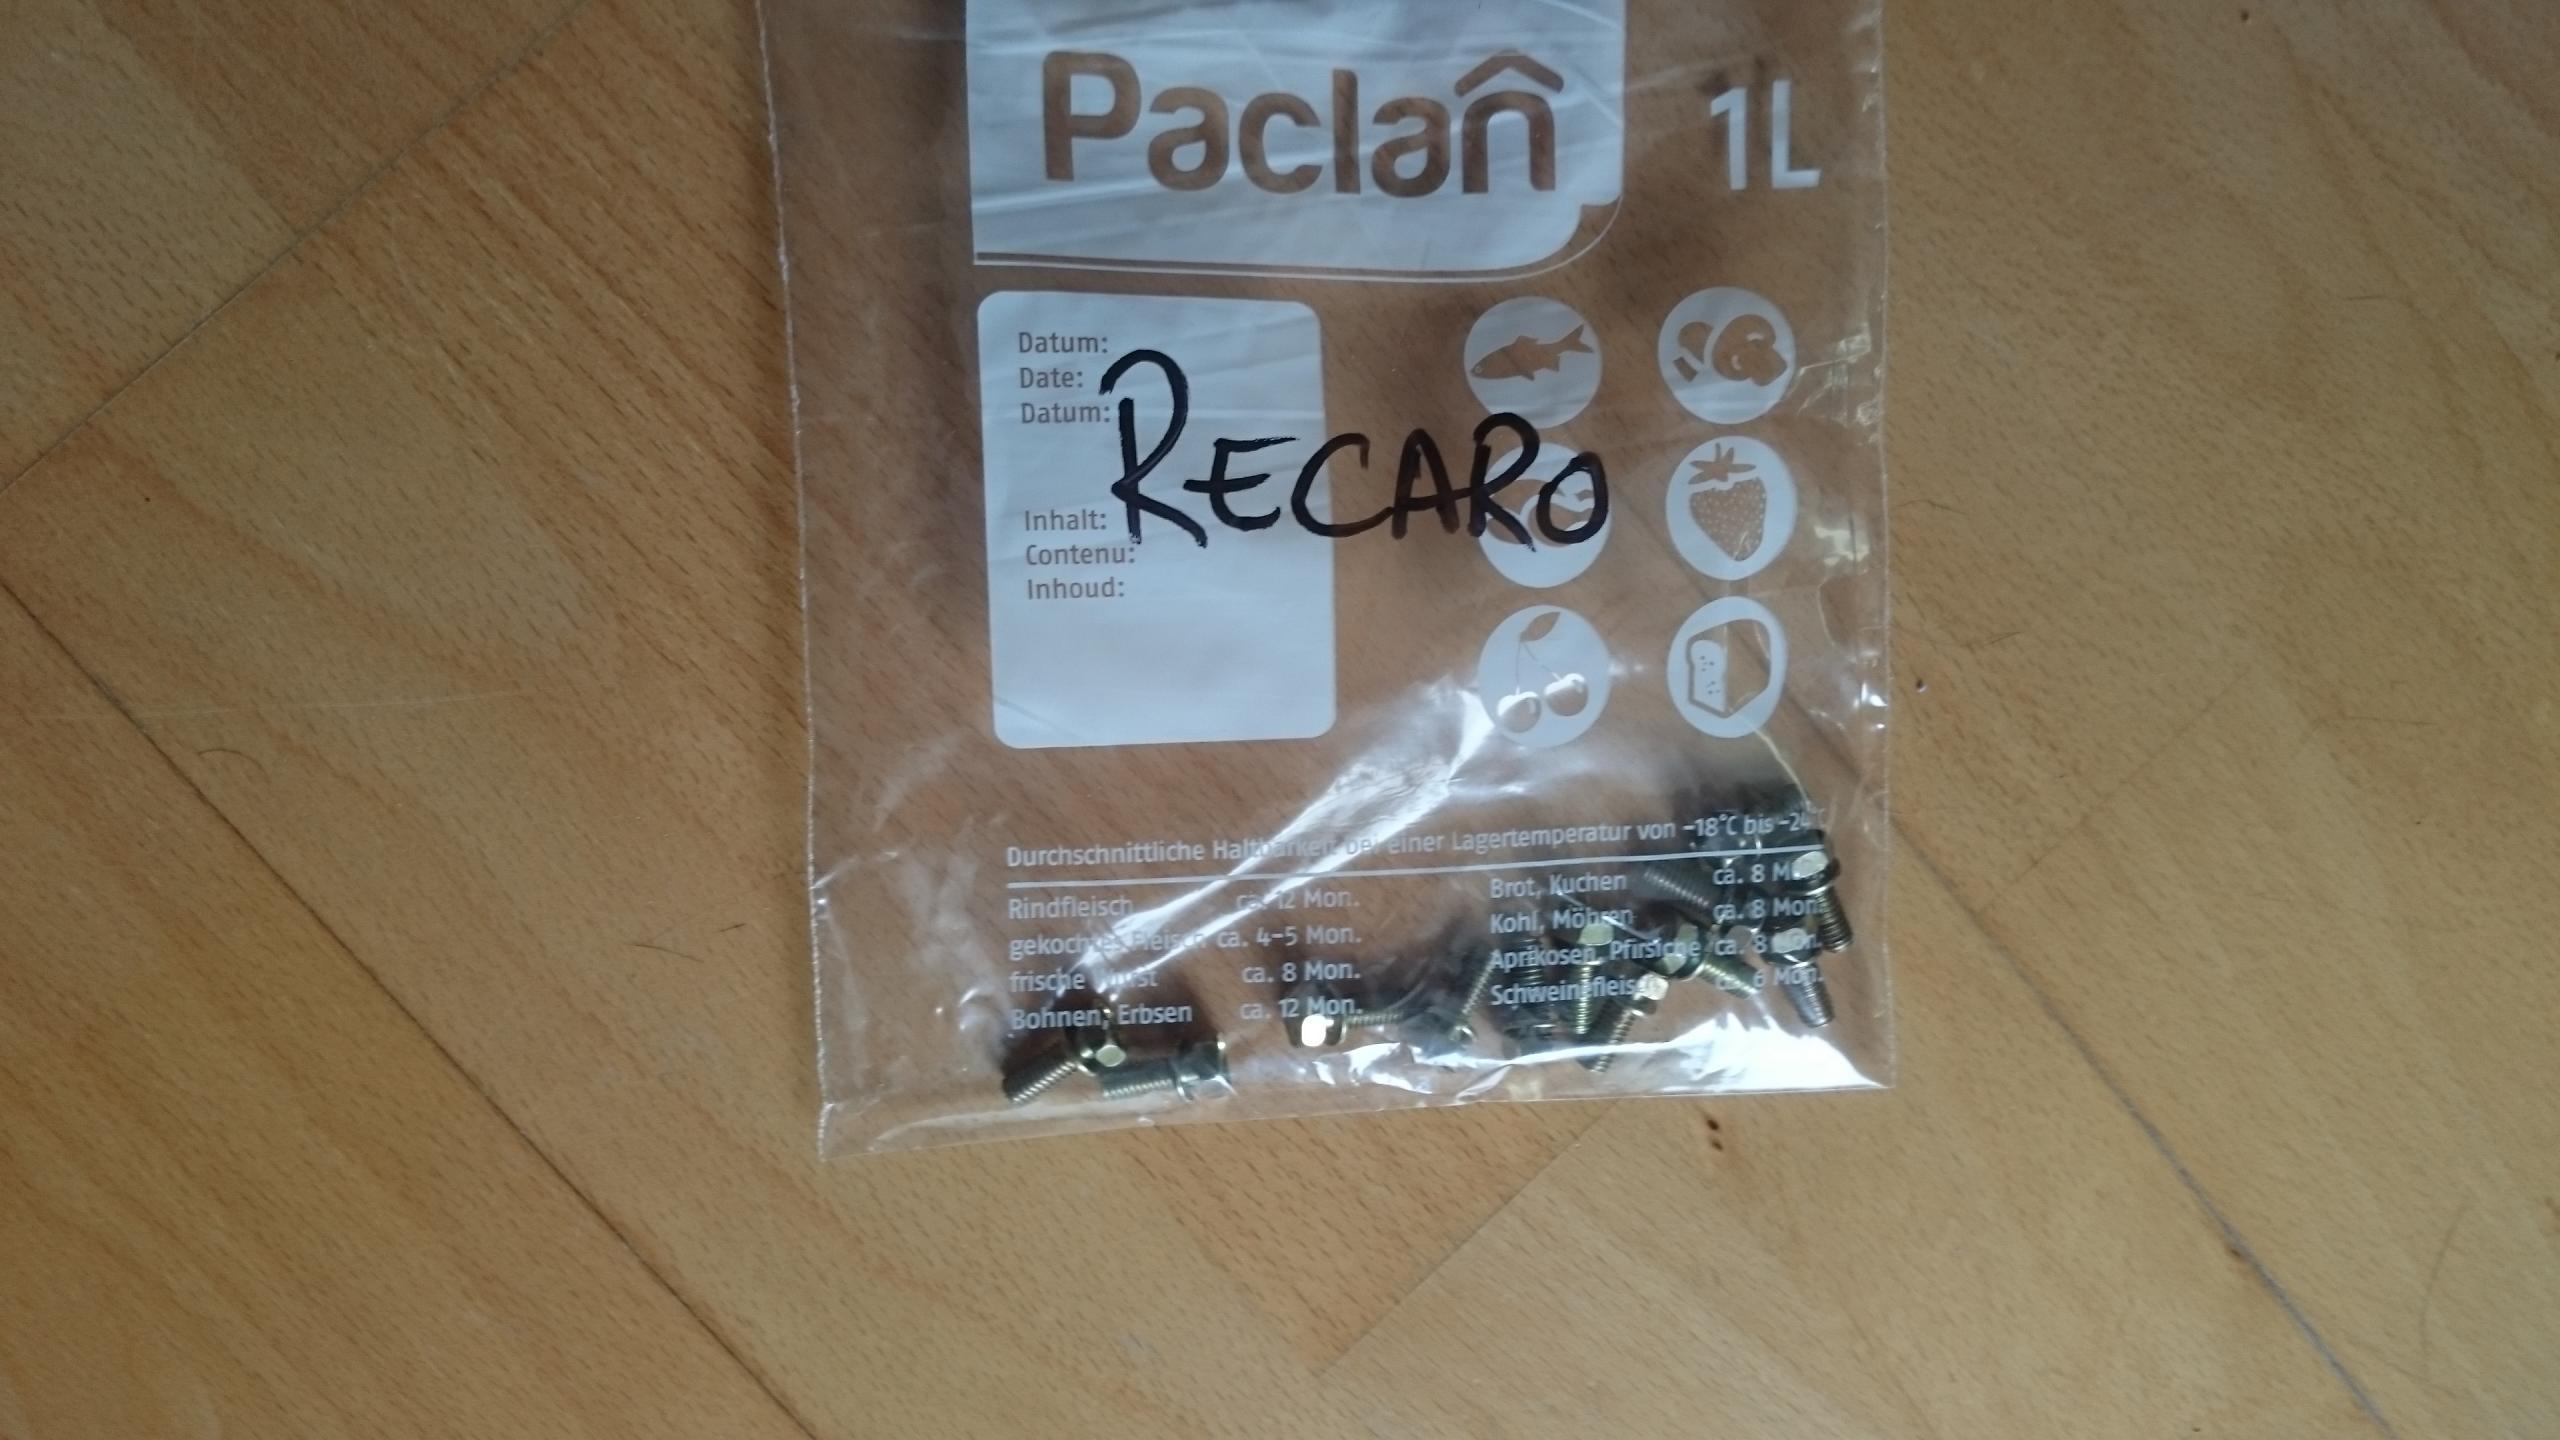 Paclan
1L
Datum:
Date:
Datum:
RECARO
Inhalt:
Contenu:
Inhoud:
Durchschnittliche Haltbarkeit bei einer Lagertemperatur von -18°C bis -24°C
Rindfleisch ca. 12 Mon.
gekochtes Fleisch ca. 4-5 Mon.
frische Wurst ca. 8 Mon.
Bohnen, Erbsen ca. 12 Mon.
Brot, Kuchen ca. 8 Mon.
Kohl, Möhren ca. 8 Mon.
Aprikosen, Pfirsiche ca. 8 Mon.
Schweinefleisch ca. 6 Mon.